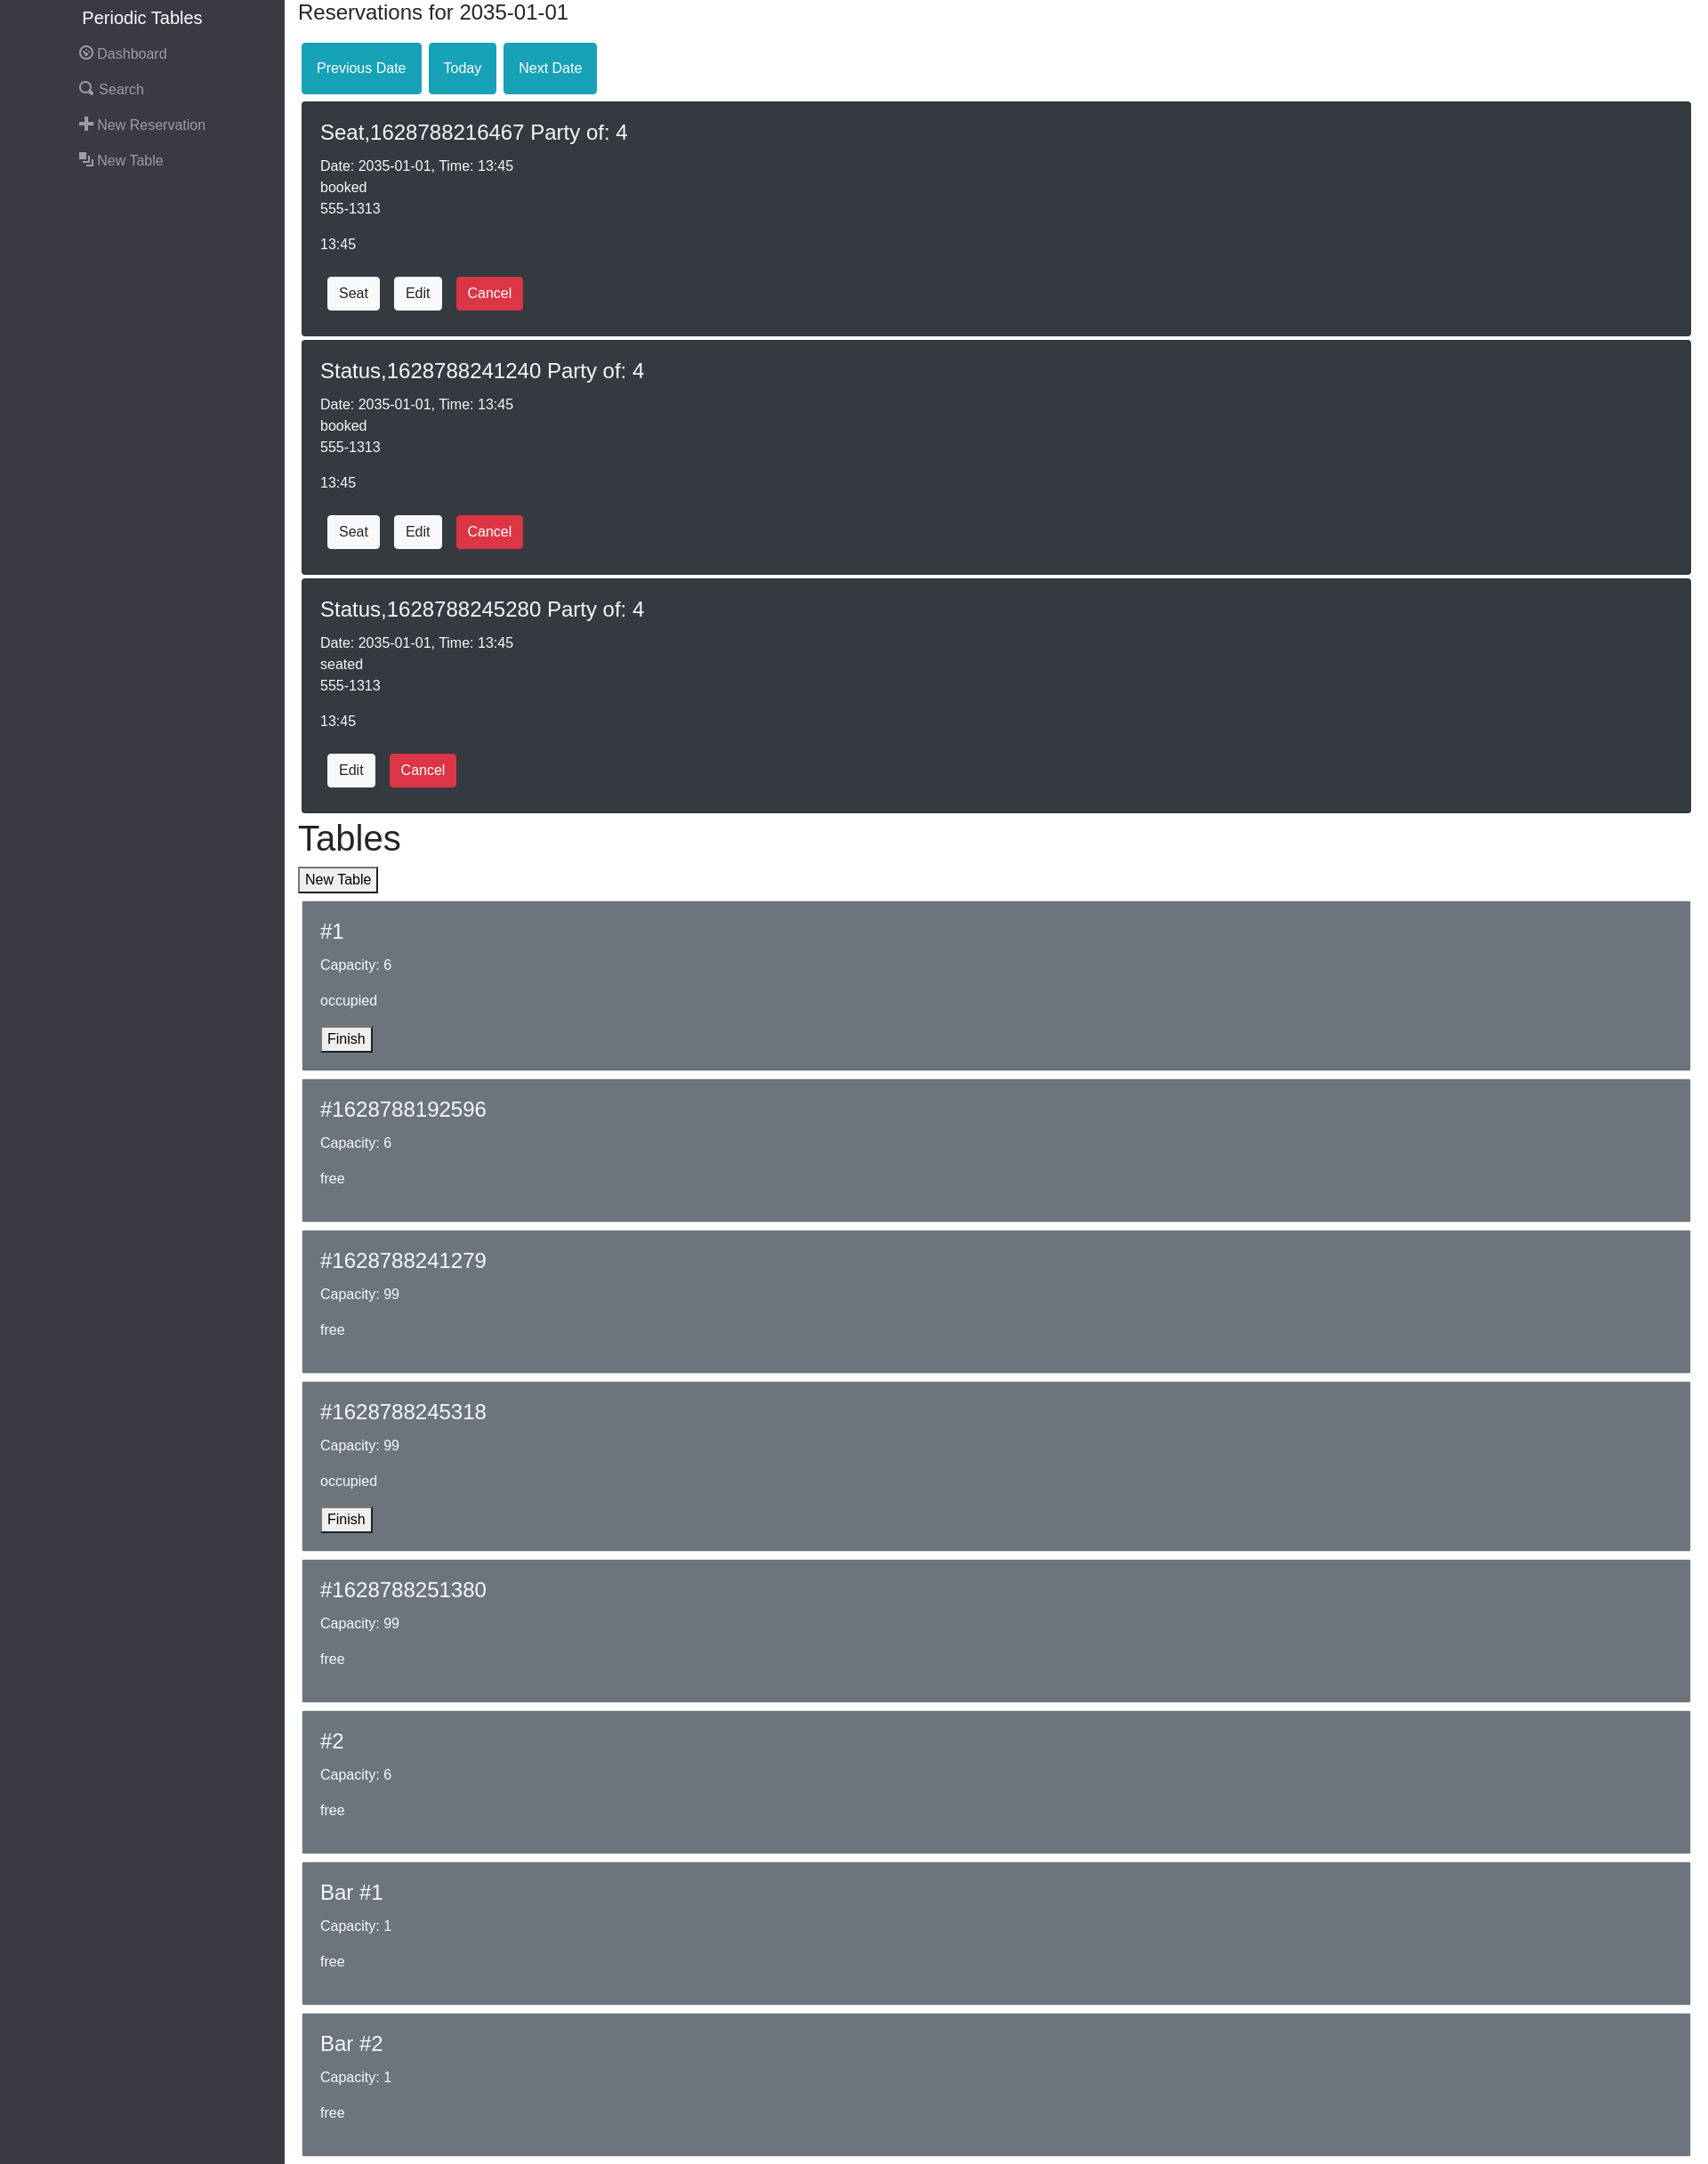 Periodic Tables
Dashboard
Search
New Reservation
New Table
Reservations for 2035-01-01
Previous Date Today Next Date
Seat,1628788216467 Party of: 4
Date: 2035-01-01, Time: 13:45
booked
555-1313
13:45
Seat Edit Cancel
Status,1628788241240 Party of: 4
Date: 2035-01-01, Time: 13:45
booked
555-1313
13:45
Seat Edit Cancel
Status,1628788245280 Party of: 4
Date: 2035-01-01, Time: 13:45
seated
555-1313
13:45
Edit Cancel
Tables
New Table
#1
Capacity: 6
occupied
Finish
#1628788192596
Capacity: 6
free
#1628788241279
Capacity: 99
free
#1628788245318
Capacity: 99
occupied
Finish
#1628788251380
Capacity: 99
free
#2
Capacity: 6
free
Bar #1
Capacity: 1
free
Bar #2
Capacity: 1
free